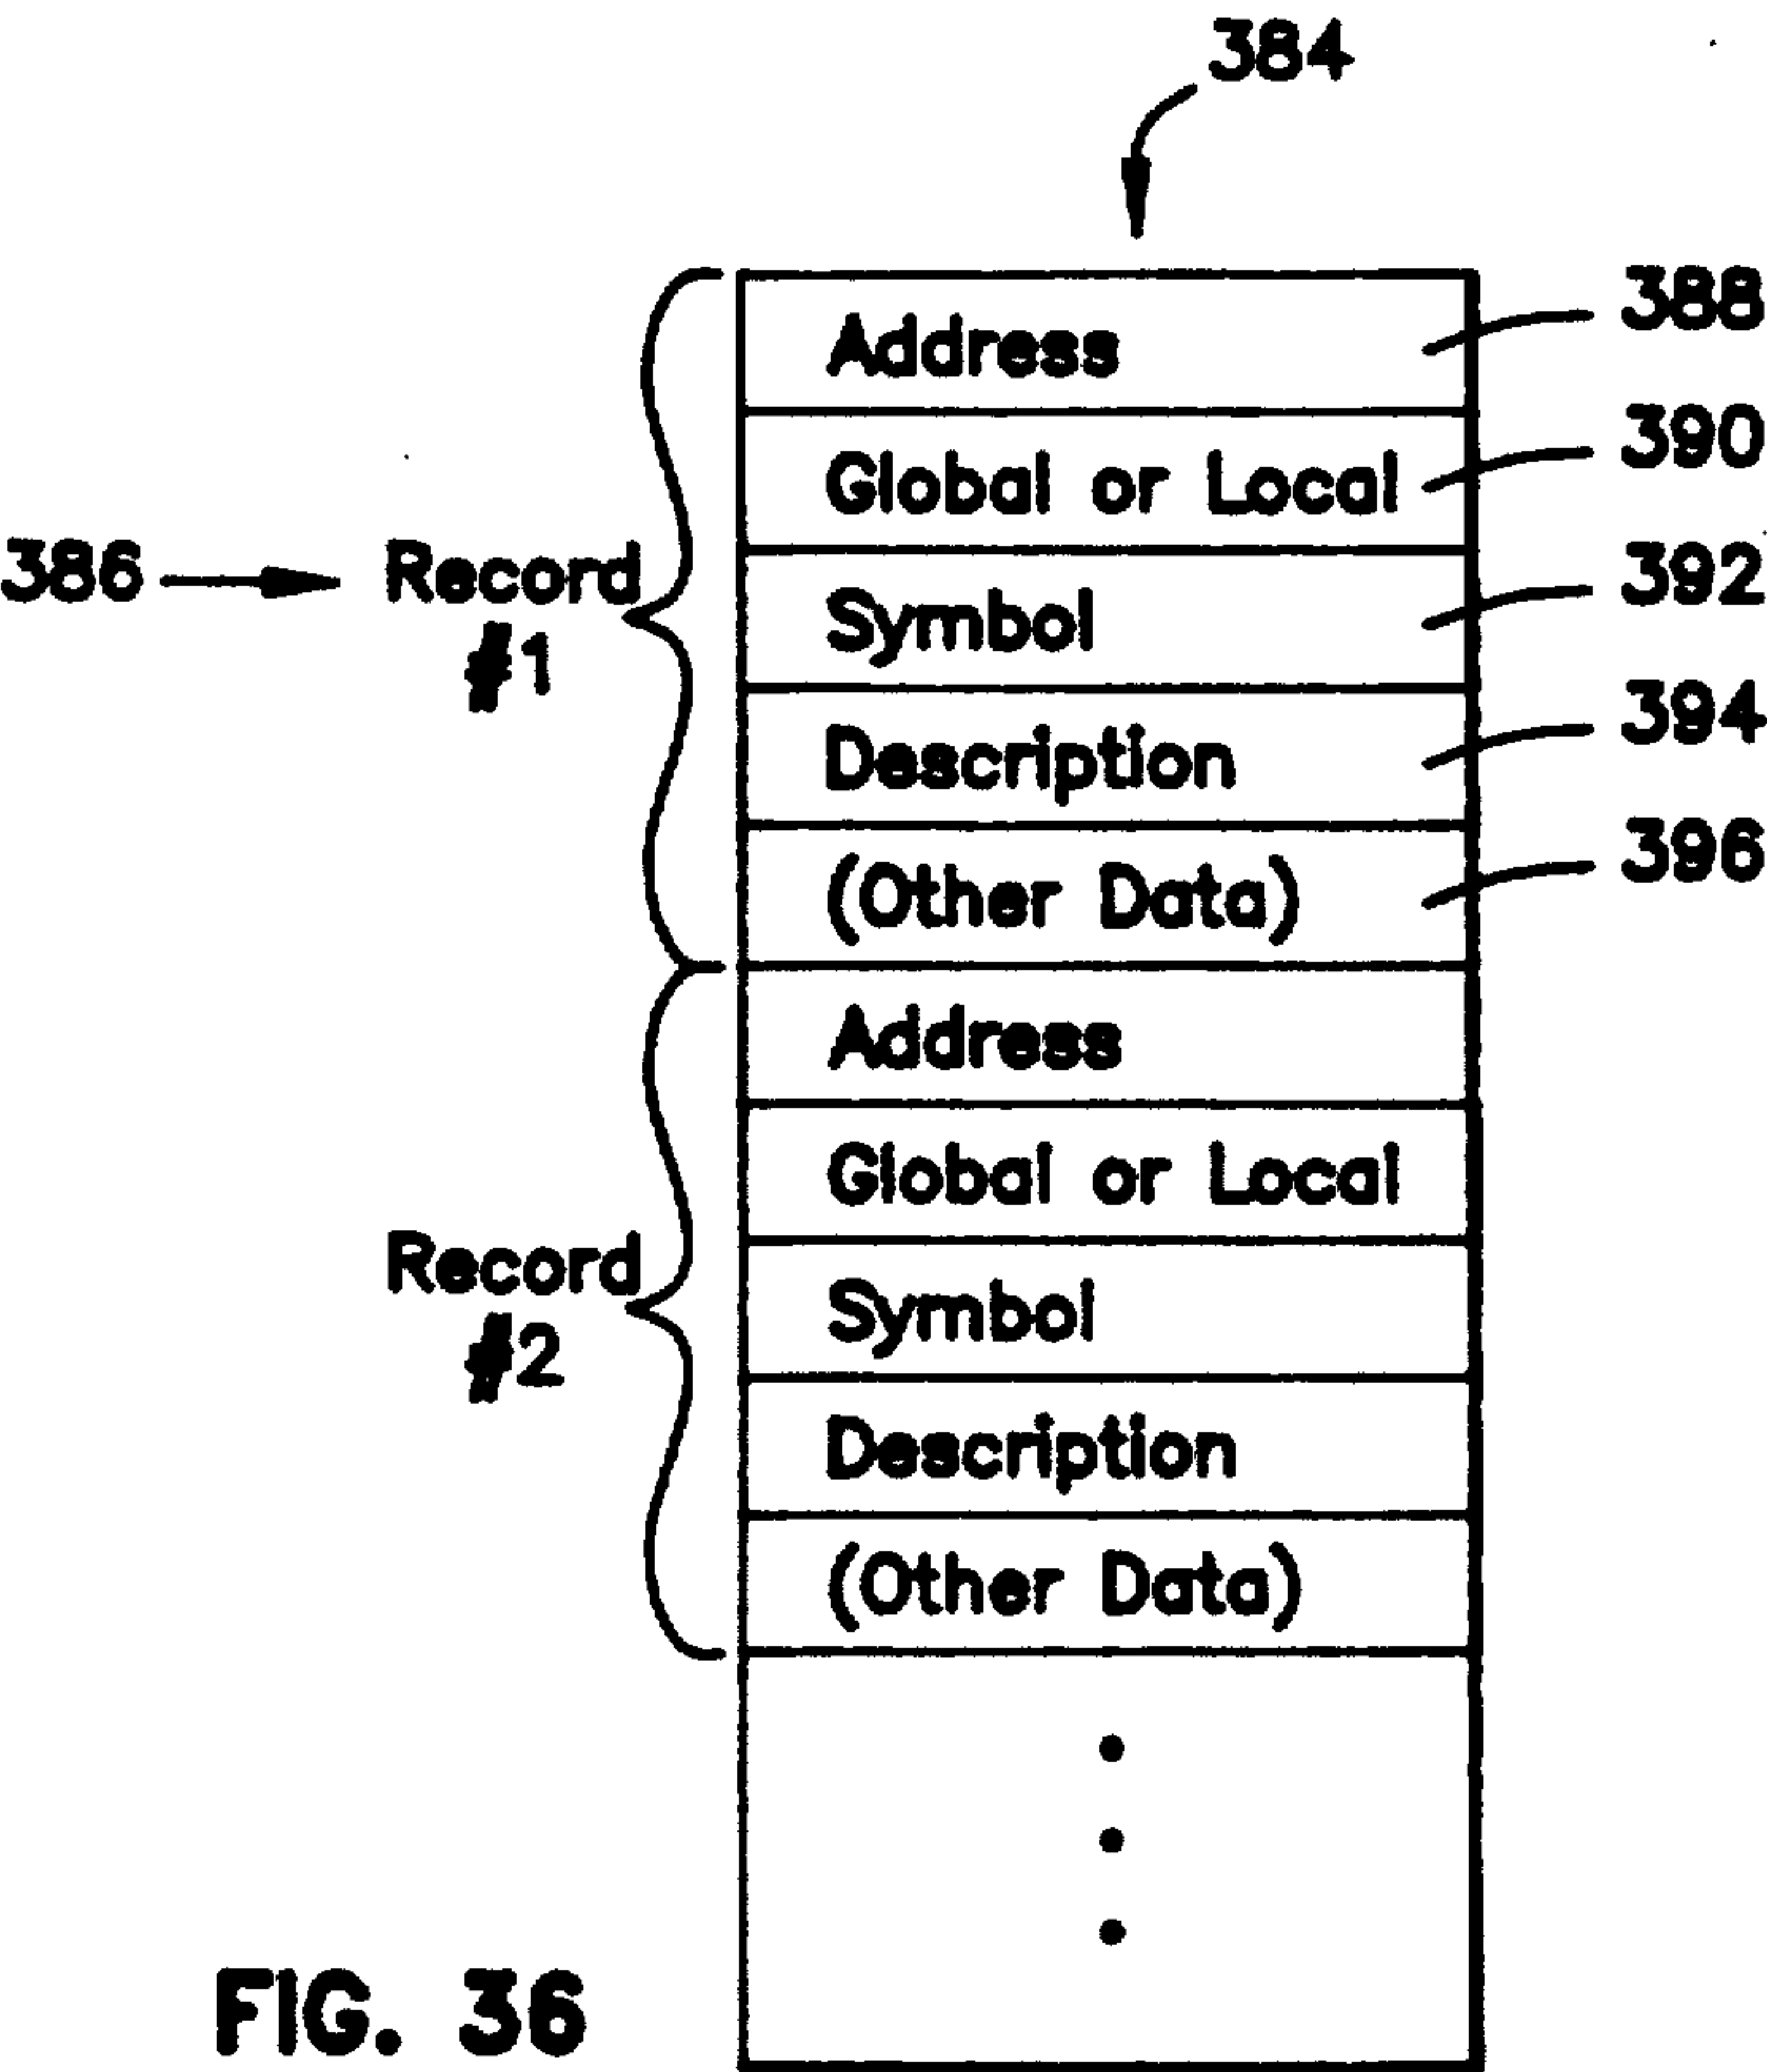 384
Address 388
Global or Local 390
386 Record #1
Symbol 392
Description 394
(Other Data) 396
Address
Global or Local
Record #2
Symbol
Description
(Other Data)
FIG. 36